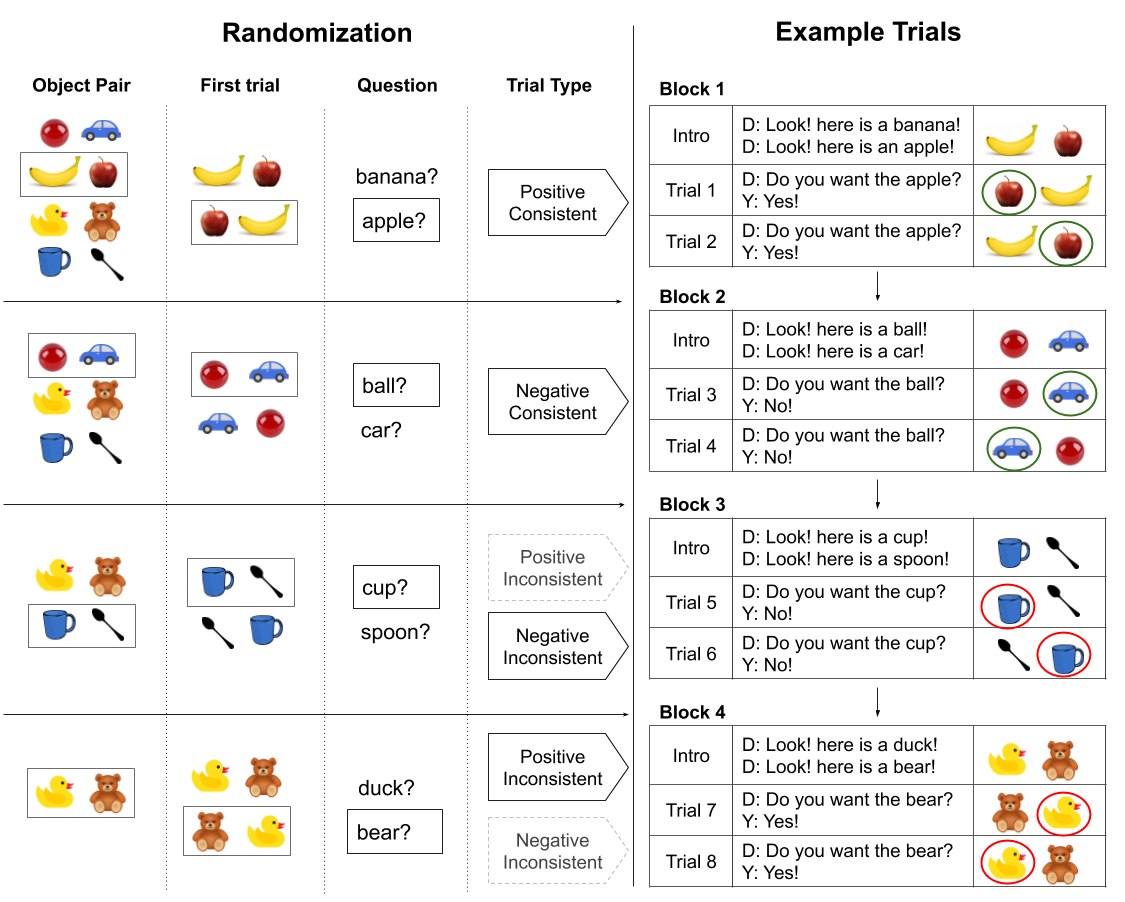 Randomization
Object Pair
First trial
Question
Trial Type
banana?
apple?
Positive
Consistent
ball?
car?
Negative
Consistent
Positive
Inconsistent
cup?
spoon?
Negative
Inconsistent
Positive
Inconsistent
duck?
bear?
Negative
Inconsistent
Example Trials
Block 1
Intro
D: Look! here is a banana!
D: Look! here is an apple!
Trial 1
D: Do you want the apple?
Y: Yes!
Trial 2
D: Do you want the apple?
Y: Yes!
Block 2
Intro
D: Look! here is a ball!
D: Look! here is a car!
Trial 3
D: Do you want the ball?
Y: No!
Trial 4
D: Do you want the ball?
Y: No!
Block 3
Intro
D: Look! here is a cup!
D: Look! here is a spoon!
Trial 5
D: Do you want the cup?
Y: No!
Trial 6
D: Do you want the cup?
Y: No!
Block 4
Intro
D: Look! here is a duck!
D: Look! here is a bear!
Trial 7
D: Do you want the bear?
Y: Yes!
Trial 8
D: Do you want the bear?
Y: Yes!